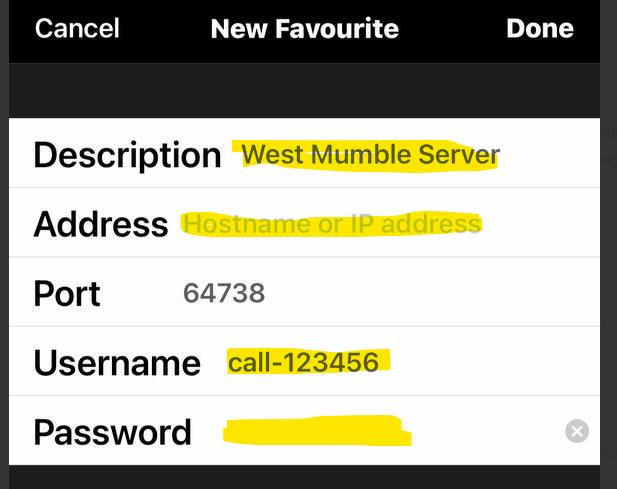 Cancel New Favourite Done
Description West Mumble Server
Address Hostname or IP address
Port 64738
Username call-123456
Password